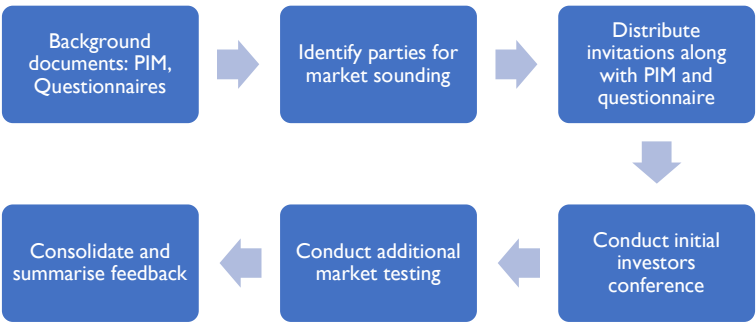 Background
documents: PIM,
Questionnaires
Identify parties for
market sounding
Distribute
invitations along
with PIM and
questionnaire
Conduct initial
investors
conference
Conduct additional
market testing
Consolidate and
summarise feedback